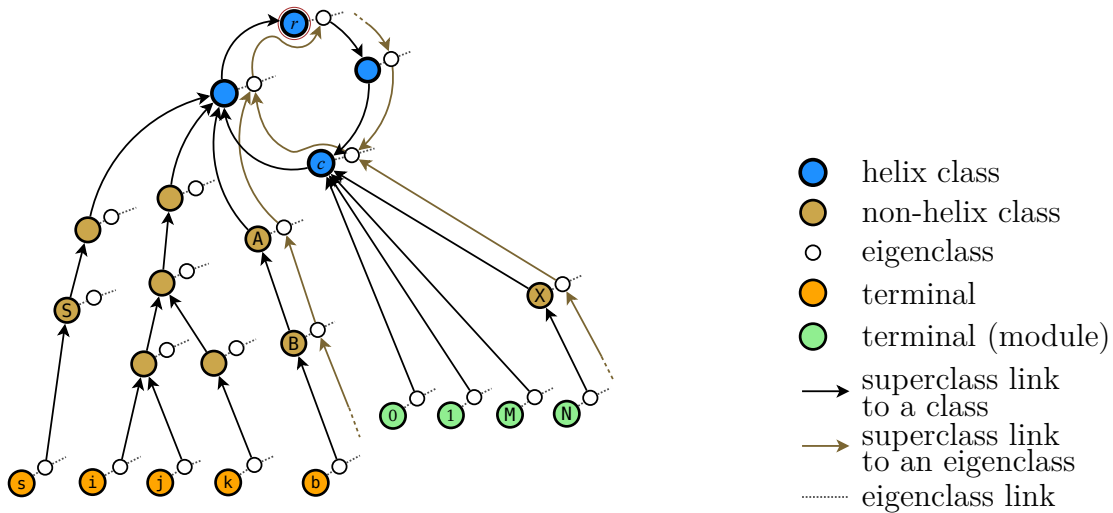 r
c
A
S
X
B
0
1
M
N
s
i
j
k
b
helix class
non-helix class
eigenclass
terminal
terminal (module)
superclass link
to a class
superclass link
to an eigenclass
eigenclass link